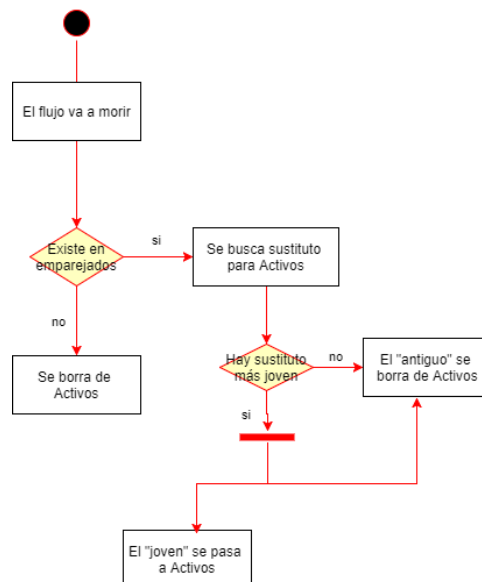 El flujo va a morir
Existe en
emparejados
si
Se busca sustituto
para Activos
no
Se borra de
Activos
Hay sustituto
más joven
no
El "antiguo" se
borra de Activos
si
El "joven" se pasa
a Activos